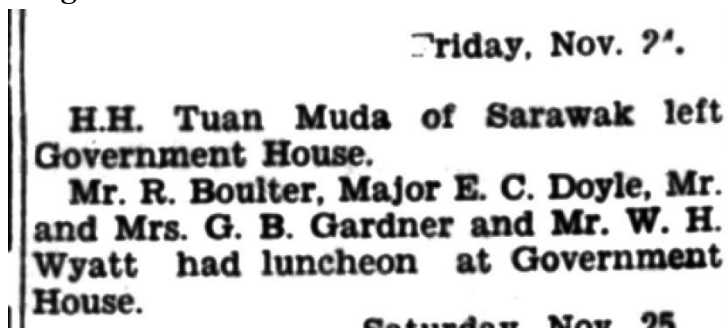 Friday, Nov. 24.
H.H. Tuan Muda of Sarawak left
Government House.
Mr. R. Boulter, Major E. C. Doyle, Mr.
and Mrs. G. B. Gardner and Mr. W. H.
Wyatt had luncheon at Government
House.
Saturday, Nov. 25